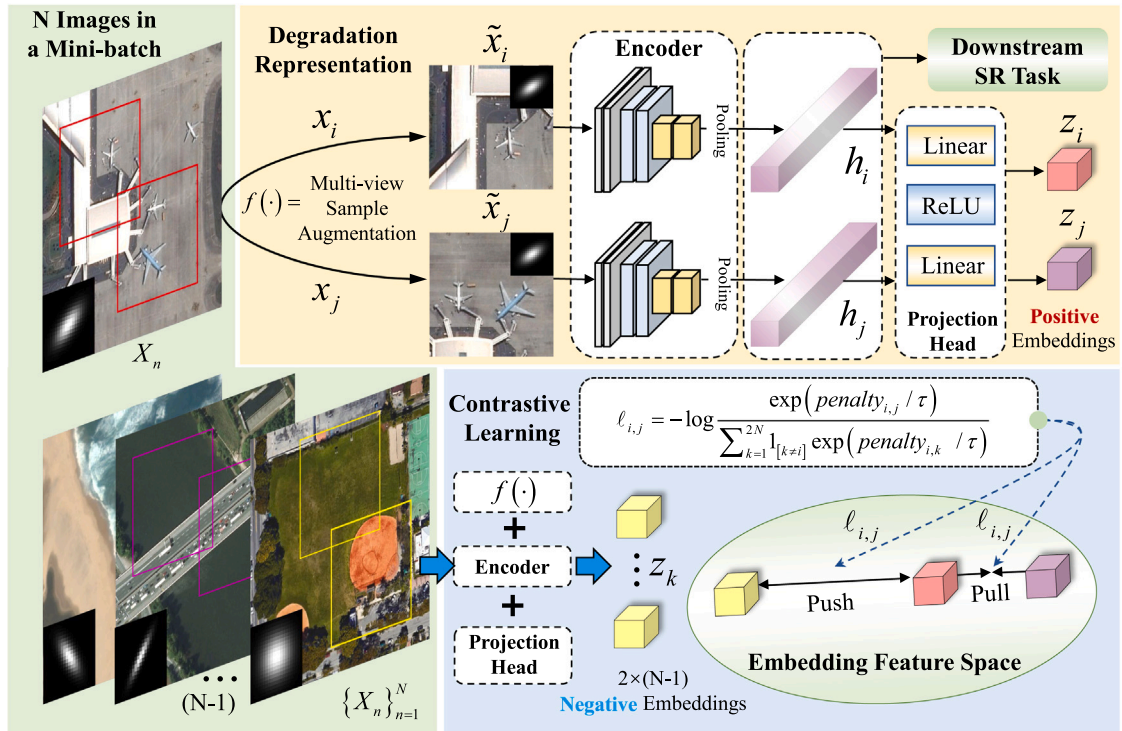 N Images in
a Mini-batch
X_n
Degradation
Representation
x_i
f(·) =
Multi-view
Sample
Augmentation
x_j
x̃_i
x̃_j
Encoder
Pooling
Pooling
h_i
h_j
Downstream
SR Task
Linear
ReLU
Linear
Projection
Head
z_i
z_j
Positive
Embeddings
(N-1)
{X_n}_{n=1}^{N}
Contrastive
Learning
ℓ_{i,j} = -log exp(penalty_{i,j} / τ) / ∑_{k=1}^{2N} 1_{[k≠i]} exp(penalty_{i,k} / τ)
f(·)
+
Encoder
+
Projection
Head
z_k
2×(N-1)
Negative Embeddings
ℓ_{i,j}
ℓ_{i,j}
Push
Pull
Embedding Feature Space